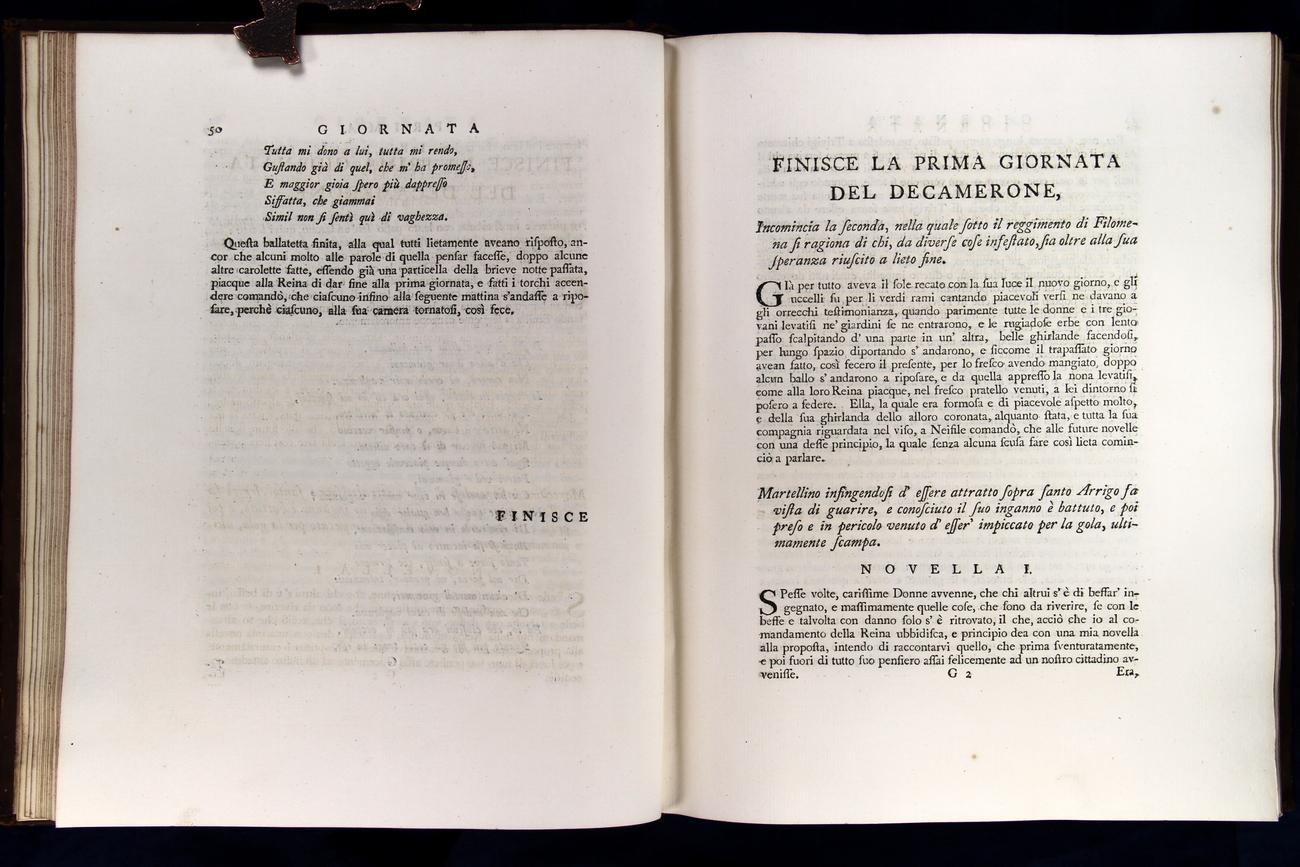 50 GIORNATA
Tutta mi dono a lui, tutta mi rendo,
Guſtando già di quel, che m' ha promeſſo,
E maggior gioia ſpero più dappreſſo
Siffatta, che giammai
Simil non ſi ſentì quì di vaghezza.
Queſta ballatetta finita, alla qual tutti lietamente aveano riſpoſto, an-
cor che alcuni molto alle parole di quella penſar faceſſe, doppo alcune
altre carolette fatte, eſſendo già una particella della brieve notte paſſata,
piacque alla Reina di dar fine alla prima giornata, e fatti i torchi accen-
dere comandò, che ciaſcuno infino alla ſeguente mattina s'andaſſe a ripo-
ſare, perchè ciaſcuno, alla ſua camera tornatoſi, così fece.
FINISCE
FINISCE LA PRIMA GIORNATA
DEL DECAMERONE,
Incomincia la ſeconda, nella quale ſotto il reggimento di Filome-
na ſi ragiona di chi, da diverſe coſe infeſtato, ſia oltre alla ſua
ſperanza riuſcito a lieto fine.
Già per tutto aveva il ſole recato con la ſua luce il nuovo giorno, e gli
uccelli ſu per li verdi rami cantando piacevoli verſi ne davano a
gli orrecchi teſtimonianza, quando parimente tutte le donne e i tre gio-
vani levatiſi ne' giardini ſe ne entrarono, e le rugiadoſe erbe con lento
paſſo ſcalpitando d' una parte in un' altra, belle ghirlande facendoſi,
per lungo ſpazio diportando s' andarono, e ſiccome il trapaſſato giorno
avean fatto, così fecero il preſente, per lo freſco avendo mangiato, doppo
alcun ballo s' andarono a ripoſare, e da quella appreſſo la nona levatiſi,
come alla loro Reina piacque, nel freſco pratello venuti, a lei dintorno ſi
poſero a ſedere. Ella, la quale era formoſa e di piacevole aſpetto molto,
e della ſua ghirlanda dello alloro coronata, alquanto ſtata, e tutta la ſua
compagnia riguardata nel viſo, a Neifile comandò, che alle future novelle
con una deſſe principio, la quale ſenza alcuna ſcuſa fare così lieta comin-
ciò a parlare.
Martellino infingendoſi d' eſſere attratto ſopra ſanto Arrigo fa
viſta di guarire, e conoſciuto il ſuo inganno è battuto, e poi
preſo e in pericolo venuto d' eſſer' impiccato per la gola, ulti-
mamente ſcampa.
NOVELLA I.
SPeſſe volte, cariſſime Donne avvenne, che chi altrui s' è di beffar' in-
gegnato, e maſſimamente quelle coſe, che ſono da riverire, ſe con le
beffe e talvolta con danno ſolo s' è ritrovato, il che, acciò che io al co-
mandamento della Reina ubbidiſca, e principio dea con una mia novella
alla propoſta, intendo di raccontarvi quello, che prima ſventuratamente,
e poi fuori di tutto ſuo penſiero aſſai felicemente ad un noſtro cittadino av-
veniſſe.
G 2 Era,